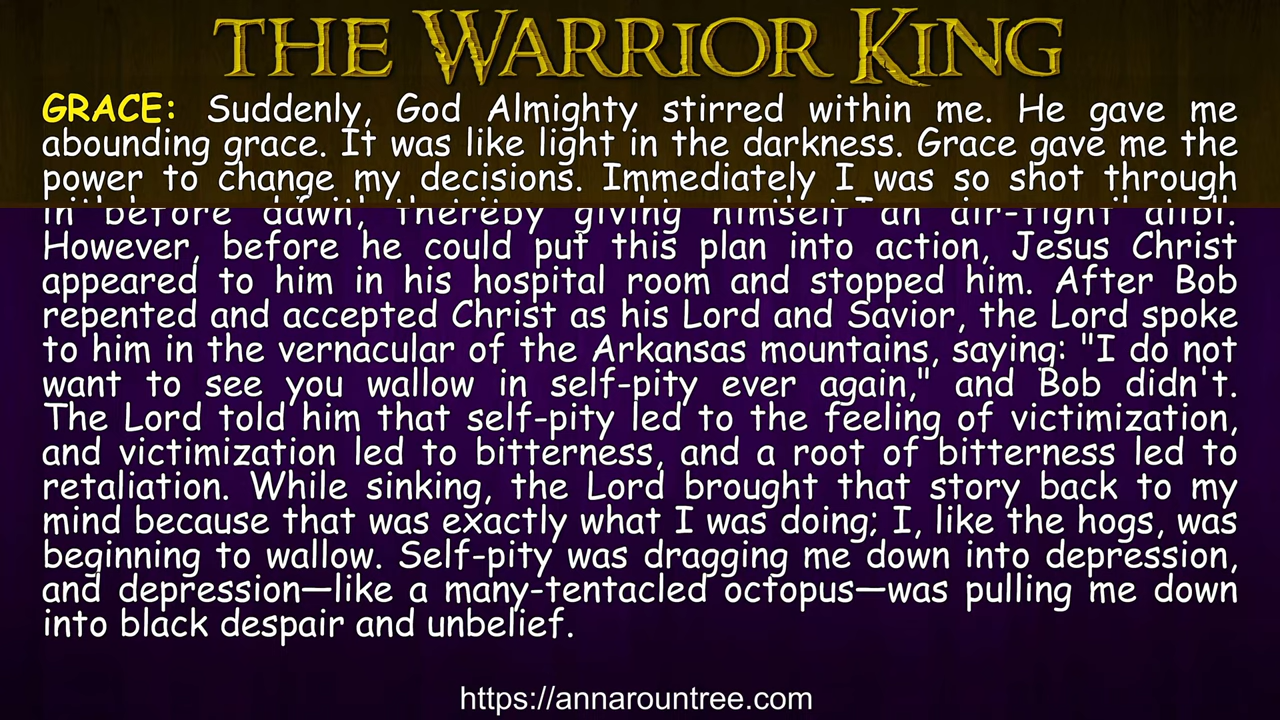 THE WARRIOR KING
GRACE: Suddenly, God Almighty stirred within me. He gave me
abounding grace. It was like light in the darkness. Grace gave me the
power to change my decisions. Immediately I was so shot through
before dawn, thereby giving himself an air-tight alibi.
However, before he could put this plan into action, Jesus Christ
appeared to him in his hospital room and stopped him. After Bob
repented and accepted Christ as his Lord and Savior, the Lord spoke
to him in the vernacular of the Arkansas mountains, saying: "I do not
want to see you wallow in self-pity ever again," and Bob didn't.
The Lord told him that self-pity led to the feeling of victimization,
and victimization led to bitterness, and a root of bitterness led to
retaliation. While sinking, the Lord brought that story back to my
mind because that was exactly what I was doing; I, like the hogs, was
beginning to wallow. Self-pity was dragging me down into depression,
and depression—like a many-tentacled octopus—was pulling me down
into black despair and unbelief.
https://annarountree.com